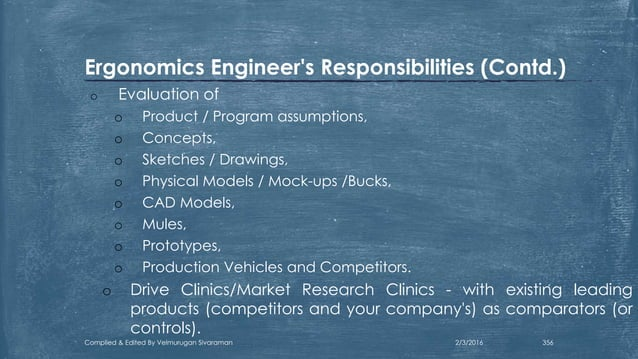 Ergonomics Engineer's Responsibilities (Contd.)
o Evaluation of
o Product / Program assumptions,
o Concepts,
o Sketches / Drawings,
o Physical Models / Mock-ups /Bucks,
o CAD Models,
o Mules,
o Prototypes,
o Production Vehicles and Competitors.
o Drive Clinics/Market Research Clinics - with existing leading
products (competitors and your company's) as comparators (or
controls).
Complied & Edited By Velmurugan Sivaraman 2/3/2016 356